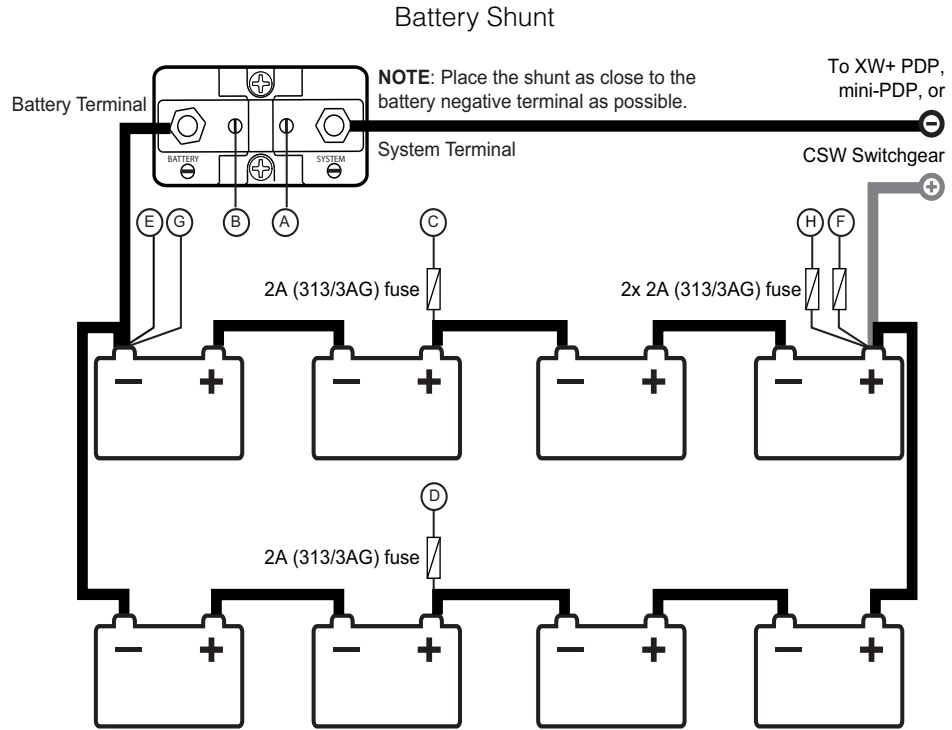 Battery Shunt
Battery Terminal
NOTE: Place the shunt as close to the
battery negative terminal as possible.
To XW+ PDP,
mini-PDP, or
CSW Switchgear
System Terminal
BATTERY
SYSTEM
E
G
B
A
C
H
F
2A (313/3AG) fuse
2x 2A (313/3AG) fuse
− + − + − + − +
D
2A (313/3AG) fuse
− + − + − + − +